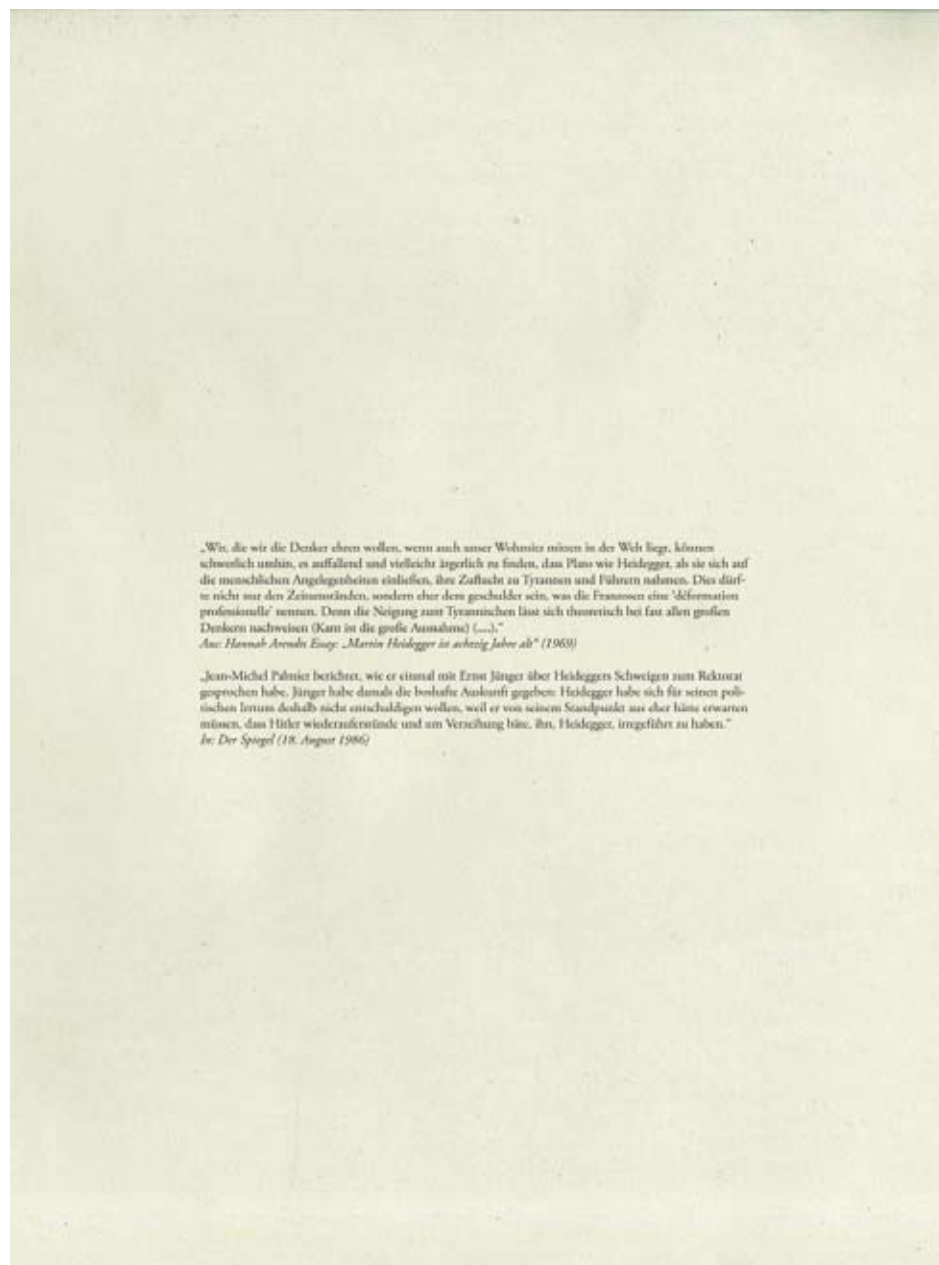 „Wir, die wir die Denker ehren wollen, wenn auch unser Wohnsitz mitten in der Welt liegt, können
schwerlich umhin, es auffallend und vielleicht ärgerlich zu finden, dass Plato wie Heidegger, als sie sich auf
die menschlichen Angelegenheiten einließen, ihre Zuflucht zu Tyrannen und Führern nahmen. Dies dürf-
te nicht nur den Zeitumständen, sondern eher dem geschuldet sein, was die Franzosen eine 'déformation
professionelle' nennen. Denn die Neigung zum Tyrannischen lässt sich theoretisch bei fast allen großen
Denkern nachweisen (Kant ist die große Ausnahme) (....)."
Aus: Hannah Arendts Essay: „Martin Heidegger ist achtzig Jahre alt" (1969)
„Jean-Michel Palmier berichtet, wie er einmal mit Ernst Jünger über Heideggers Schweigen zum Rektorat
gesprochen habe. Jünger habe damals die boshafte Auskunft gegeben: Heidegger habe sich für seinen poli-
tischen Irrtum deshalb nicht entschuldigen wollen, weil er von seinem Standpunkt aus eher hätte erwarten
müssen, dass Hitler wiederauferstünde und um Verzeihung bäte, ihn, Heidegger, irregeführt zu haben."
In: Der Spiegel (18. August 1986)